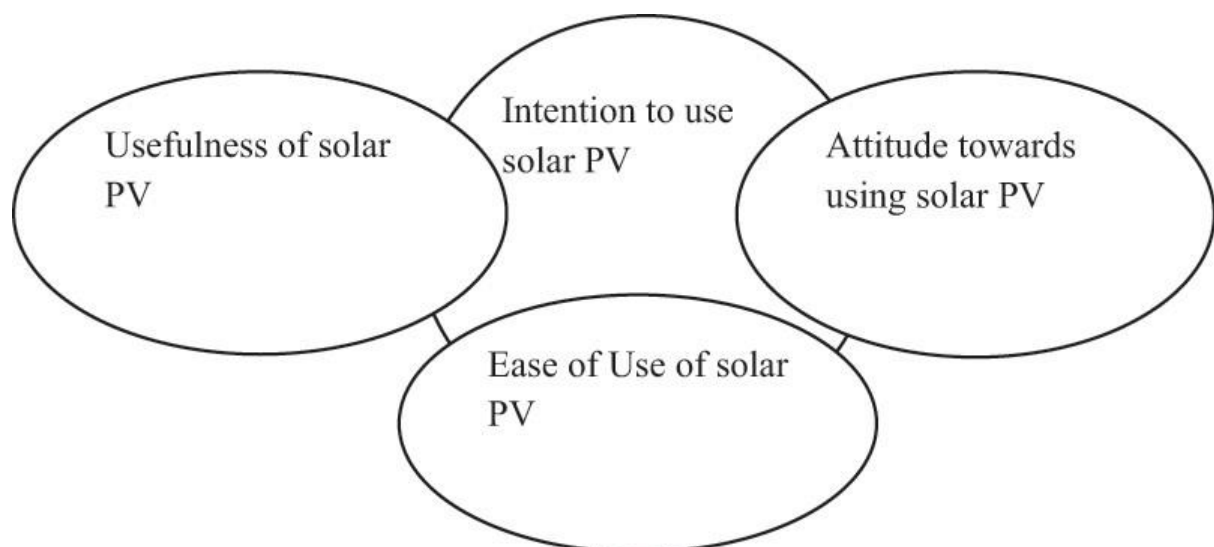 Usefulness of solar
PV
Intention to use
solar PV
Attitude towards
using solar PV
Ease of Use of solar
PV